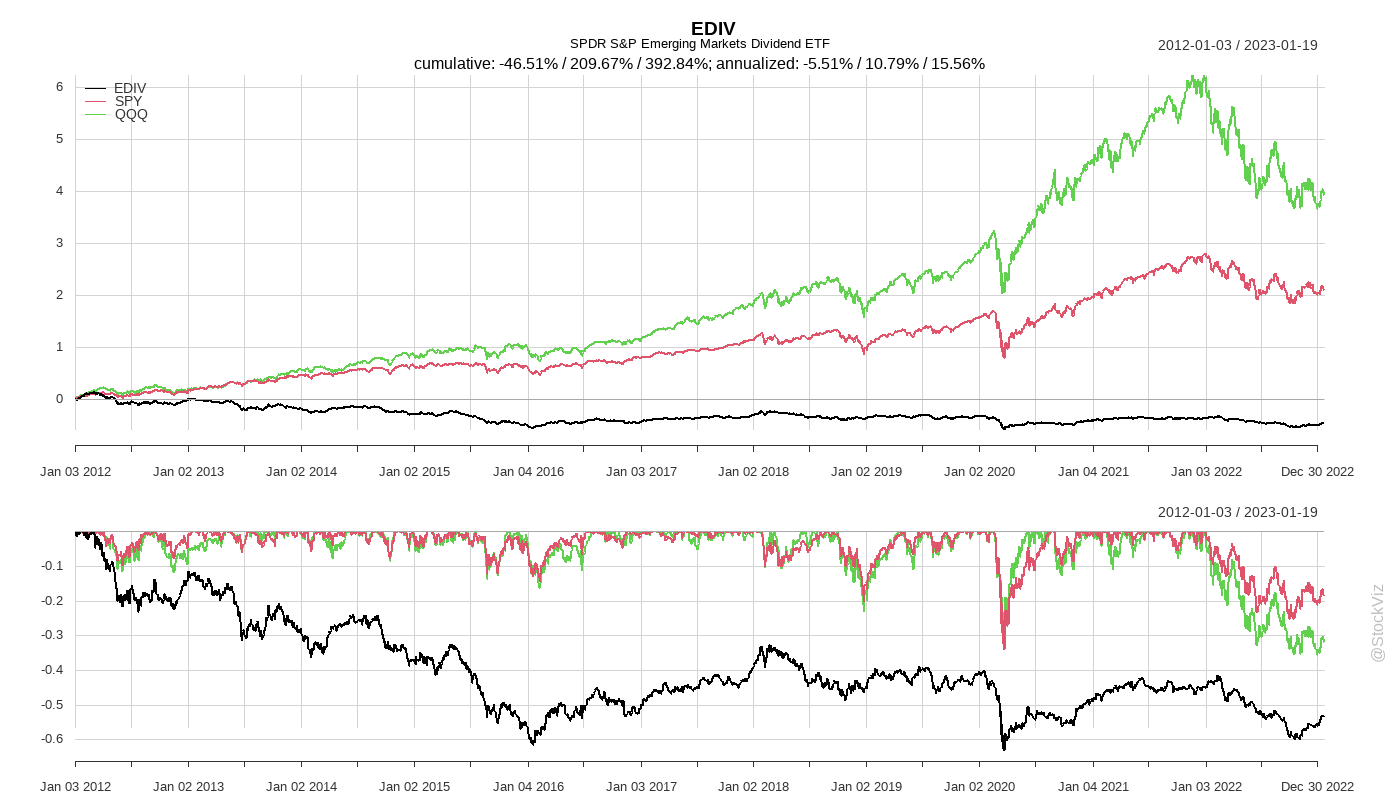 EDIV
SPDR S&P Emerging Markets Dividend ETF
2012-01-03 / 2023-01-19
cumulative: -46.51% / 209.67% / 392.84%; annualized: -5.51% / 10.79% / 15.56%
EDIV
SPY
QQQ
6
5
4
3
2
1
0
Jan 03 2012 Jan 02 2013 Jan 02 2014 Jan 02 2015 Jan 04 2016 Jan 03 2017 Jan 02 2018 Jan 02 2019 Jan 02 2020 Jan 04 2021 Jan 03 2022 Dec 30 2022
2012-01-03 / 2023-01-19
-0.1
-0.2
-0.3
-0.4
-0.5
-0.6
Jan 03 2012 Jan 02 2013 Jan 02 2014 Jan 02 2015 Jan 04 2016 Jan 03 2017 Jan 02 2018 Jan 02 2019 Jan 02 2020 Jan 04 2021 Jan 03 2022 Dec 30 2022
@StockViz